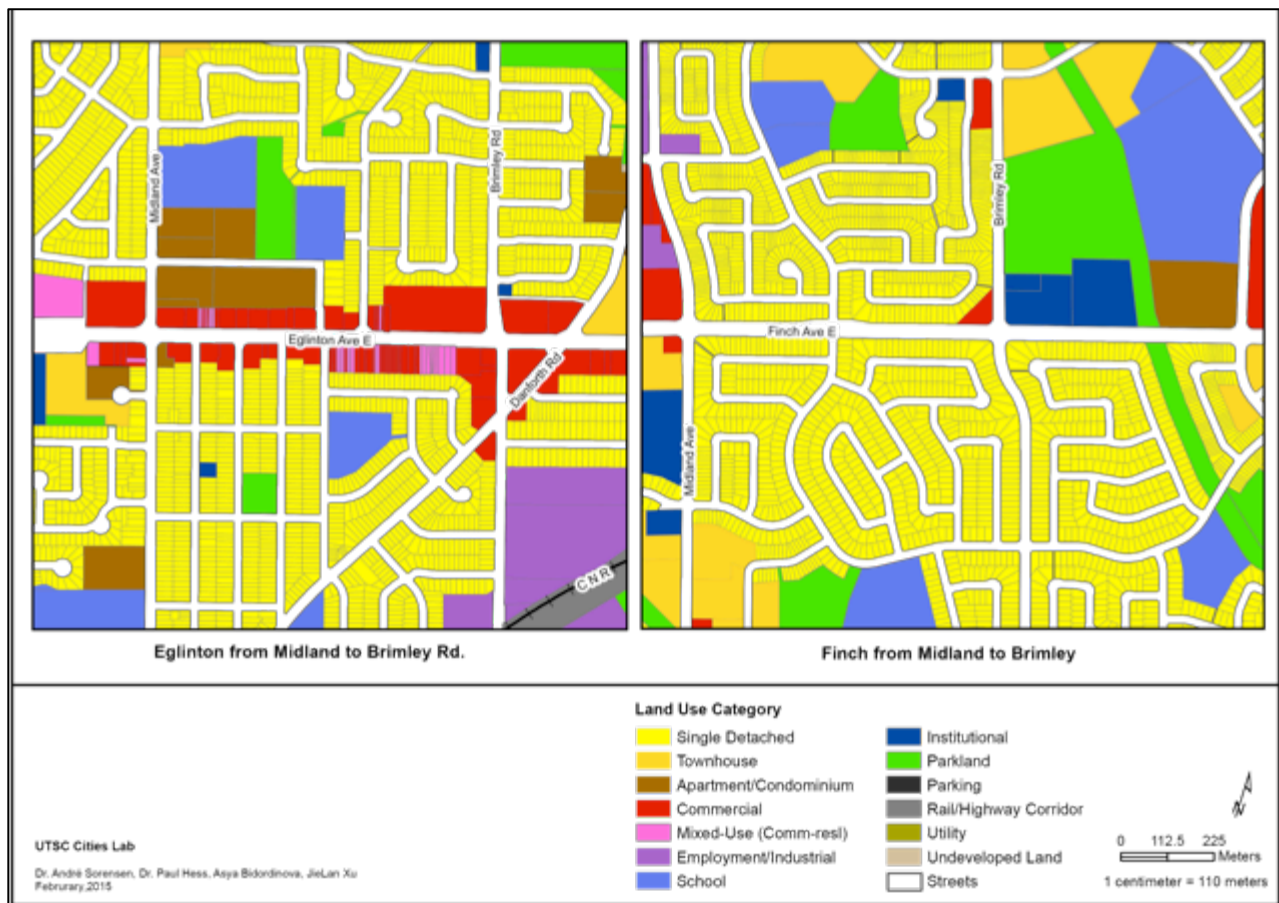 Midland Ave
Brimley Rd
Eglinton Ave E
Danforth Rd
C N R
Brimley Rd
Finch Ave E
Midland Ave
Eglinton from Midland to Brimley Rd.
Finch from Midland to Brimley
Land Use Category
Single Detached
Townhouse
Apartment/Condominium
Commercial
Mixed-Use (Comm-resl)
Employment/Industrial
School
Institutional
Parkland
Parking
Rail/Highway Corridor
Utility
Undeveloped Land
Streets
N
0 112.5 225
Meters
1 centimeter = 110 meters
UTSC Cities Lab
Dr. André Sorensen, Dr. Paul Hess, Asya Bidordinova, JieLan Xu
Februrary,2015